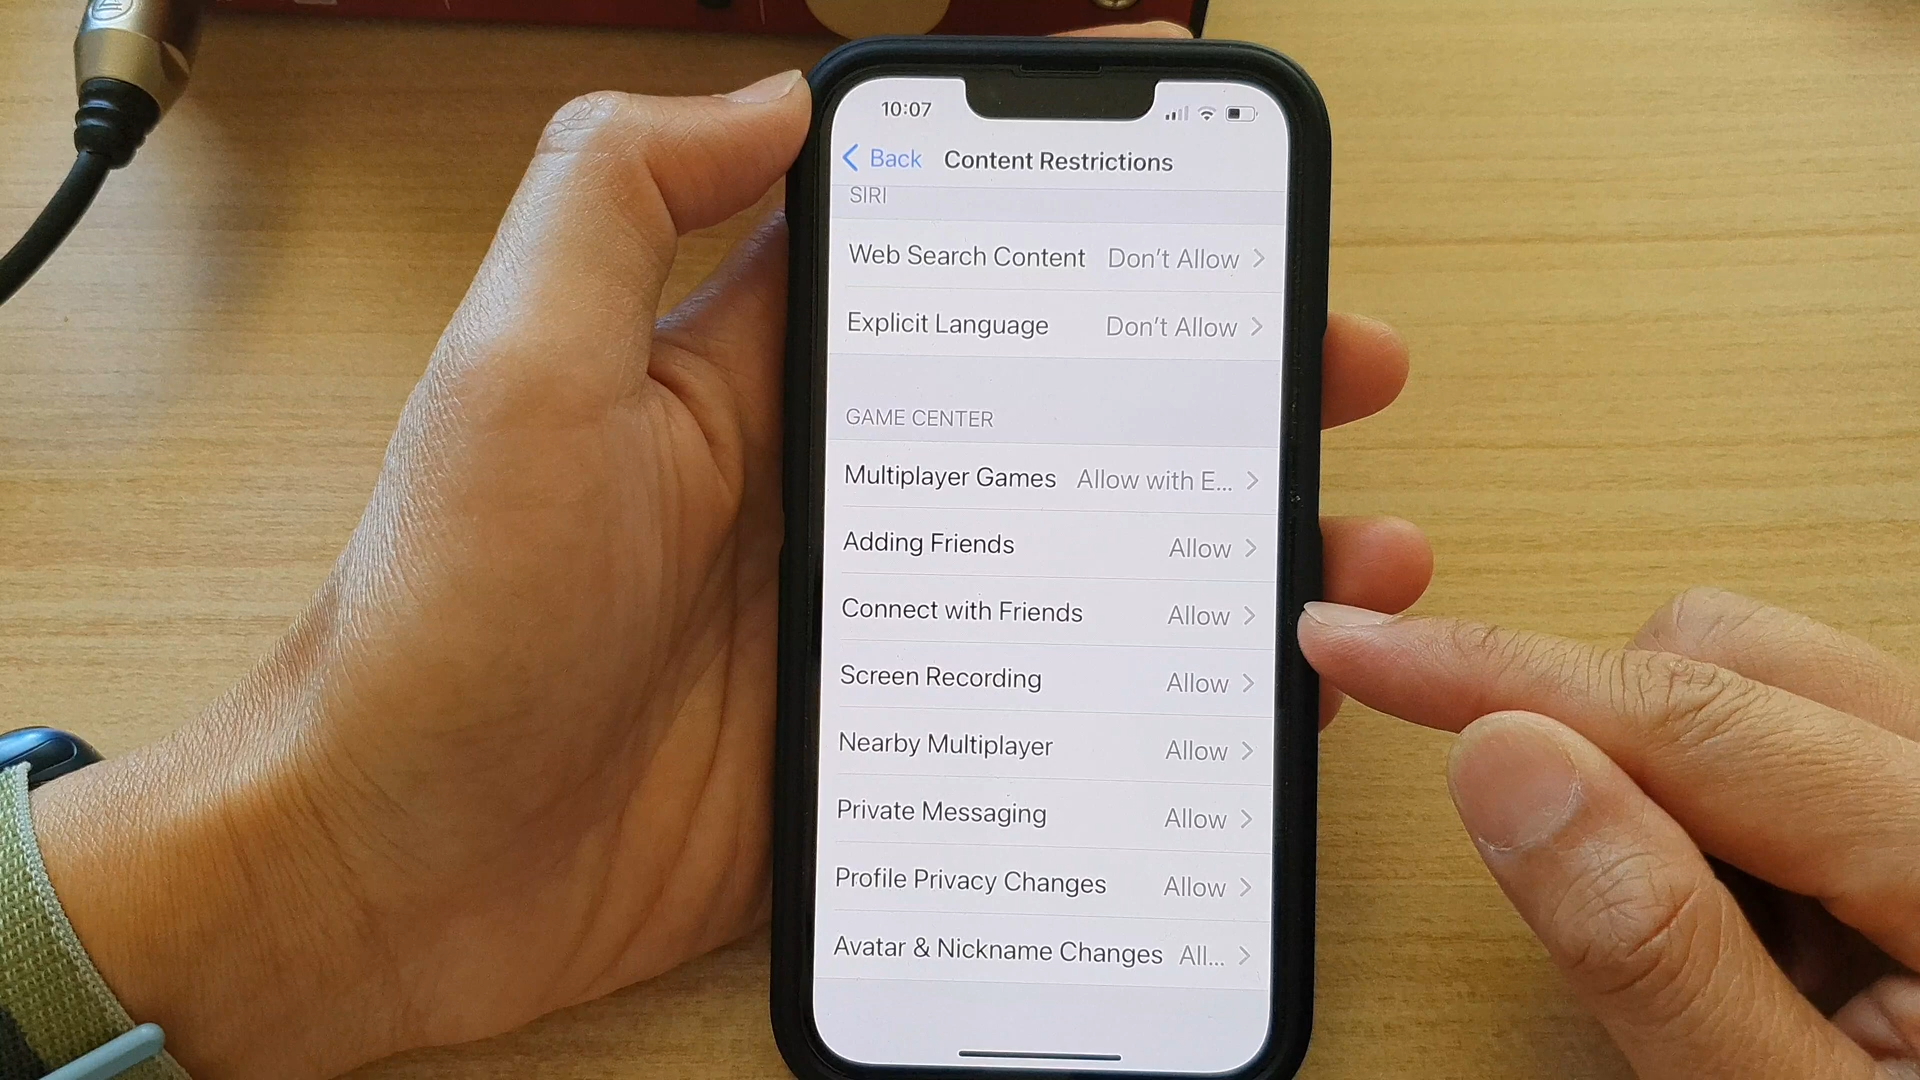 10:07
Back Content Restrictions
SIRI
Web Search Content Don't Allow
Explicit Language Don't Allow
GAME CENTER
Multiplayer Games Allow with E...
Adding Friends Allow
Connect with Friends Allow
Screen Recording Allow
Nearby Multiplayer Allow
Private Messaging Allow
Profile Privacy Changes Allow
Avatar & Nickname Changes All...